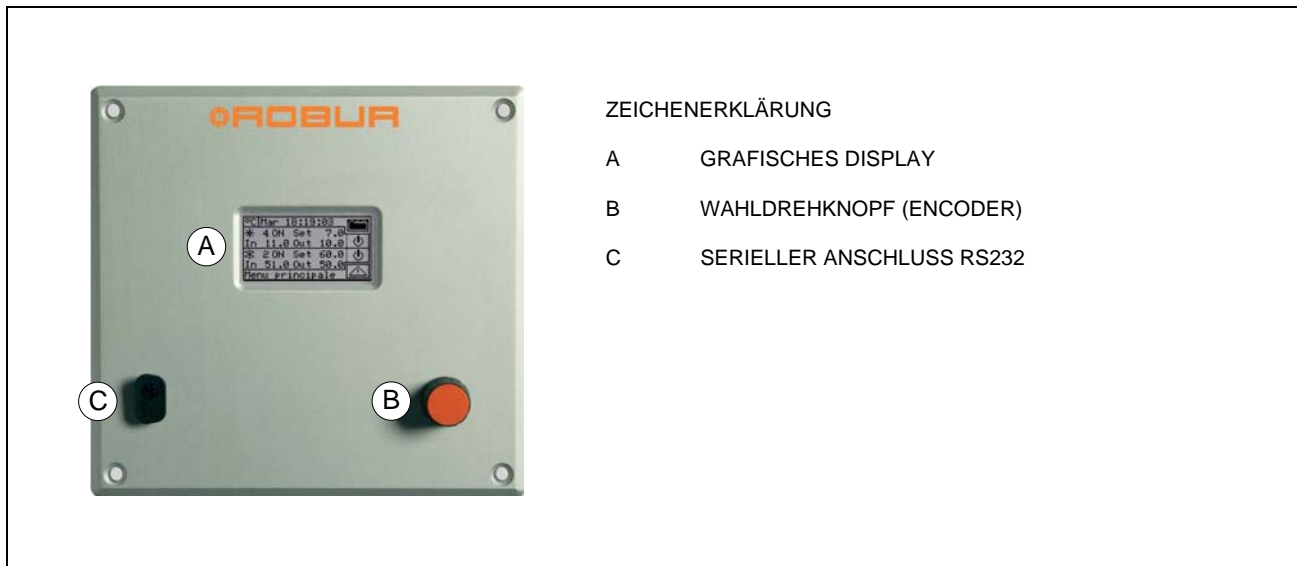 ROBUR
°C Mar 18:19:03
4 ON Set 7.0
In 11.0 Out 10.0
2 ON Set 60.0
In 51.0 Out 50.0
Menu principale
A
B
C
ZEICHENERKLÄRUNG
A GRAFISCHES DISPLAY
B WAHLDREHKNOPF (ENCODER)
C SERIELLER ANSCHLUSS RS232